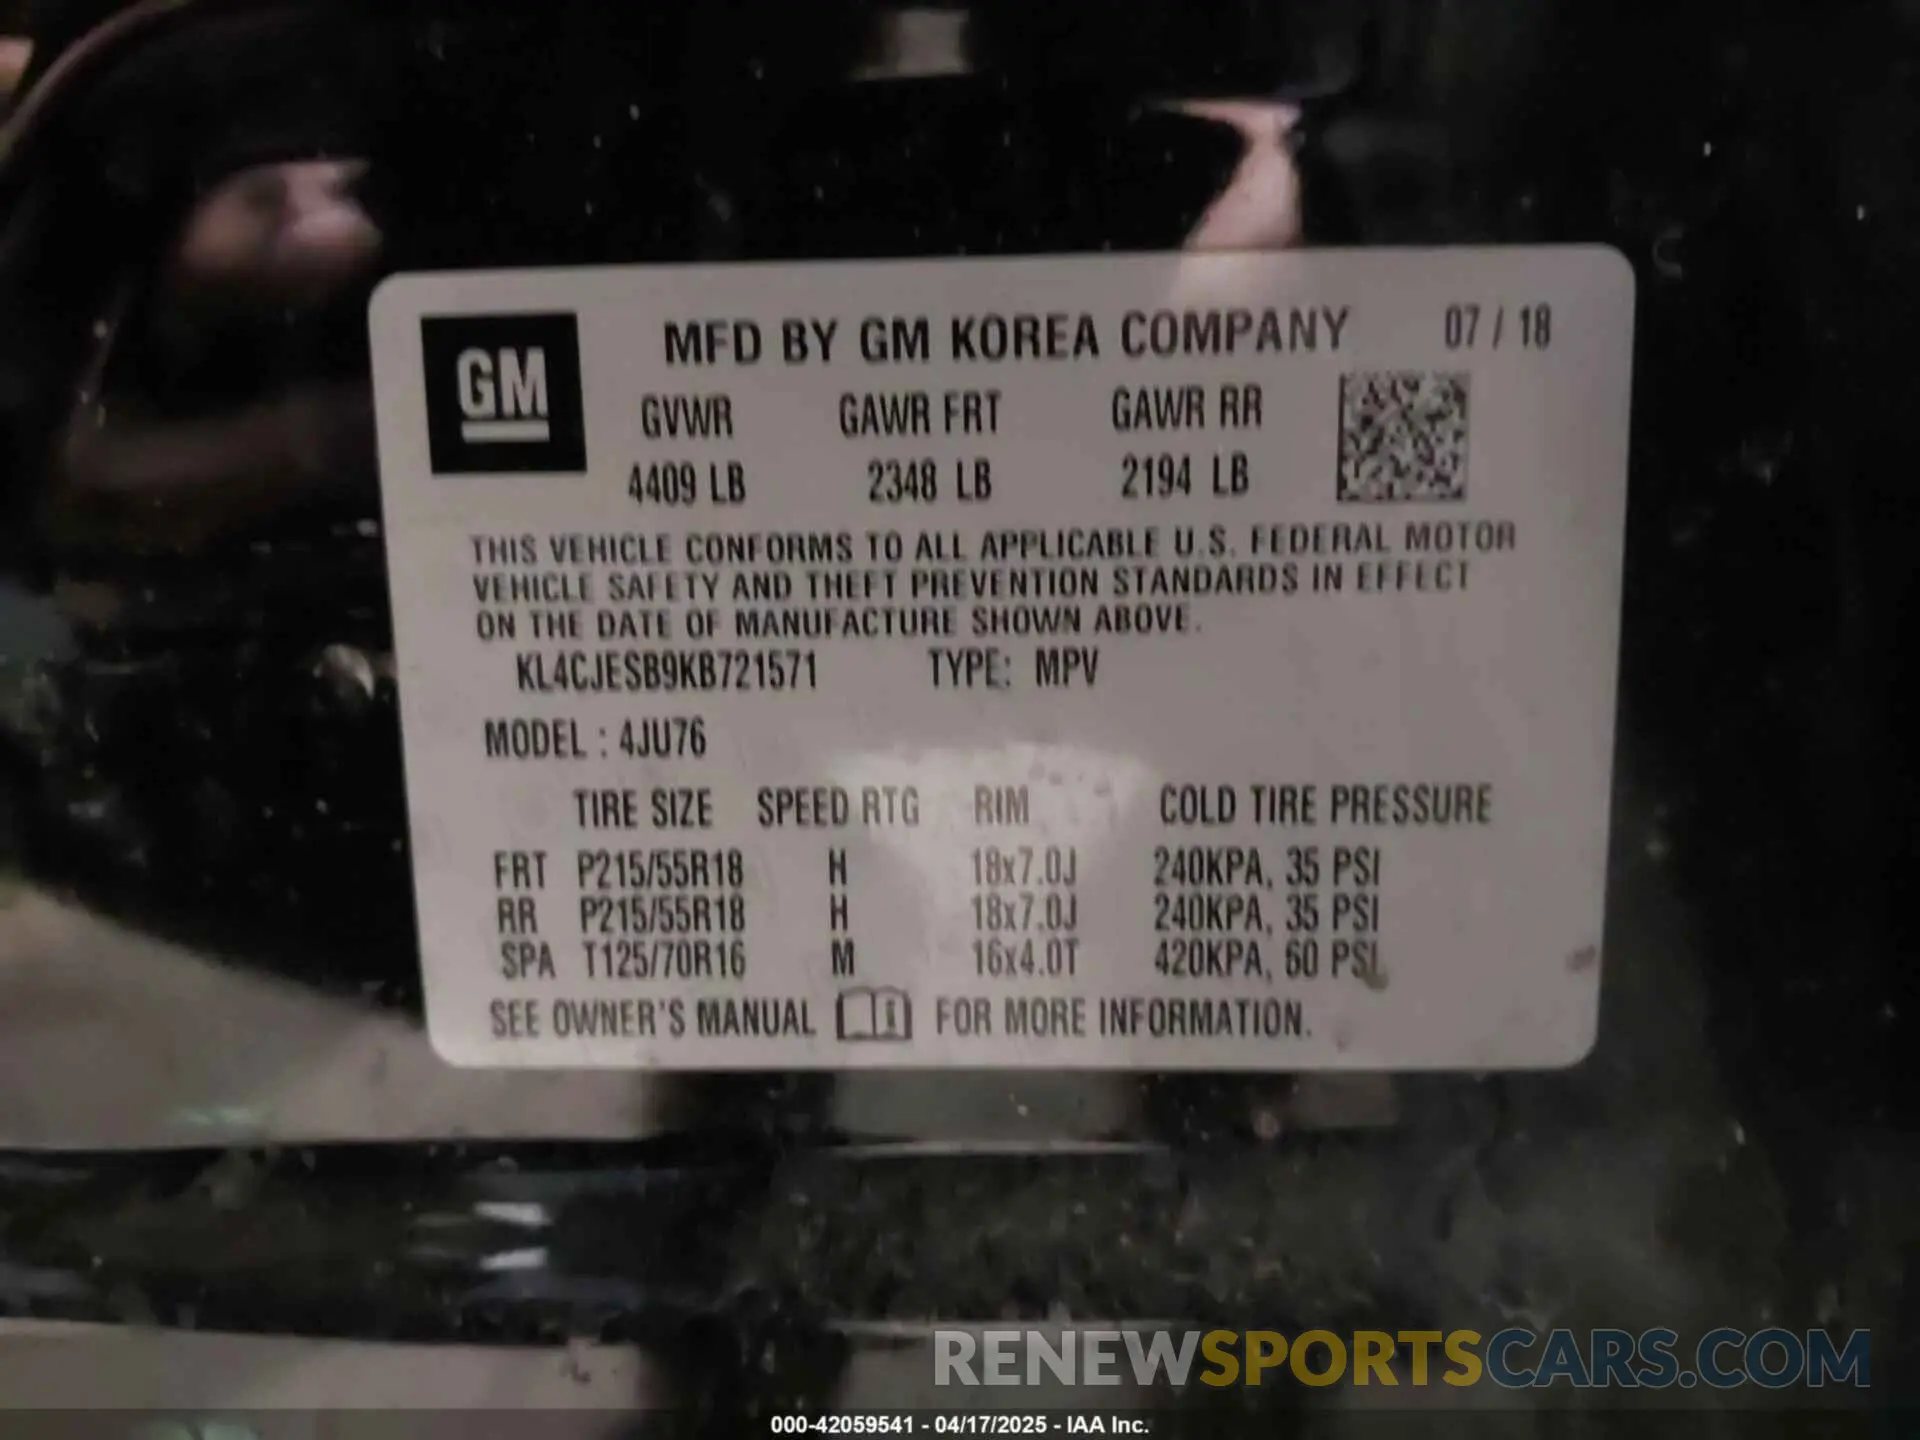 GM
MFD BY GM KOREA COMPANY 07 / 18
GVWR GAWR FRT GAWR RR
4409 LB 2348 LB 2194 LB
THIS VEHICLE CONFORMS TO ALL APPLICABLE U.S. FEDERAL MOTOR
VEHICLE SAFETY AND THEFT PREVENTION STANDARDS IN EFFECT
ON THE DATE OF MANUFACTURE SHOWN ABOVE.
KL4CJESB9KB721571 TYPE: MPV
MODEL : 4JU76
TIRE SIZE SPEED RTG RIM COLD TIRE PRESSURE
FRT P215/55R18 H 18x7.0J 240KPA, 35 PSI
RR P215/55R18 H 18x7.0J 240KPA, 35 PSI
SPA T125/70R16 M 16x4.0T 420KPA, 60 PSI
SEE OWNER'S MANUAL i FOR MORE INFORMATION.
RENEWSPORTSCARS.COM
000-42059541 - 04/17/2025 - IAA Inc.